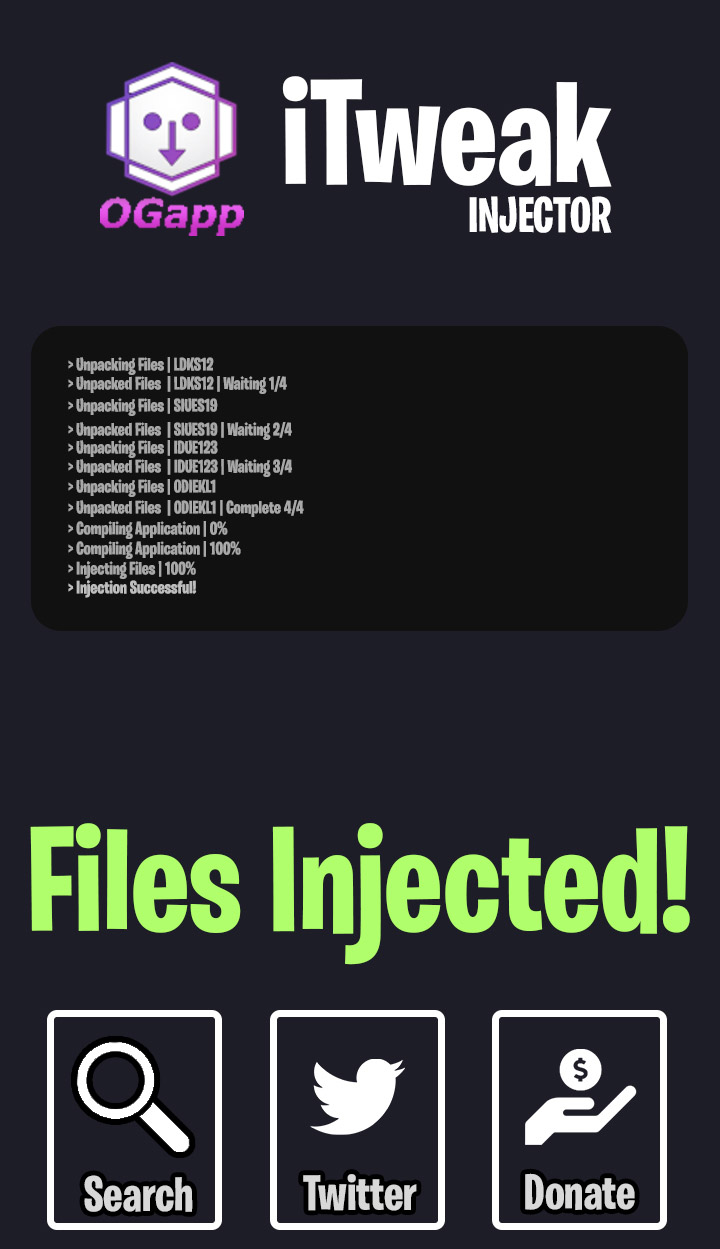 OGapp
iTweak
INJECTOR
> Unpacking Files | LDKS12
> Unpacked Files | LDKS12 | Waiting 1/4
> Unpacking Files | SIUES19
> Unpacked Files | SIUES19 | Waiting 2/4
> Unpacking Files | IDUE123
> Unpacked Files | IDUE123 | Waiting 3/4
> Unpacking Files | ODIEKL1
> Unpacked Files | ODIEKL1 | Complete 4/4
> Compiling Application | 0%
> Compiling Application | 100%
> Injecting Files | 100%
> Injection Successful!
Files Injected!
$
Search
Twitter
Donate